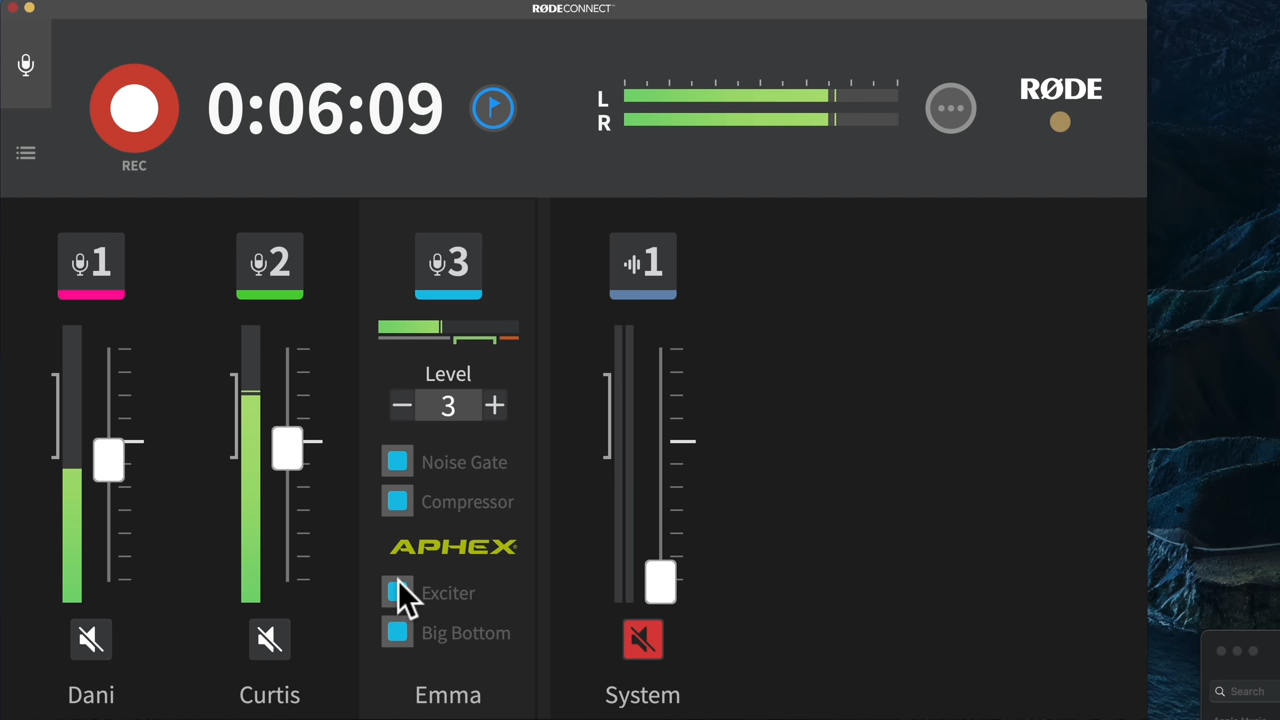 RØDECONNECT™
REC
0:06:09
L
R
RØDE
1
2
3
1
Level
3
Noise Gate
Compressor
APHEX®
Exciter
Big Bottom
Dani
Curtis
Emma
System
Search